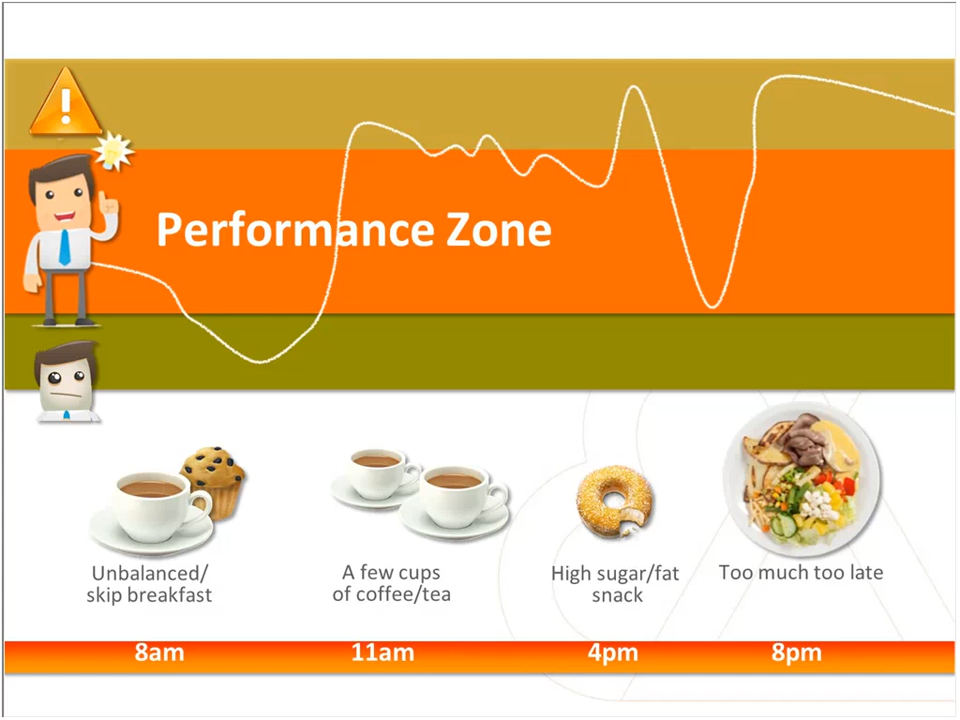 Performance Zone
Unbalanced/
skip breakfast
A few cups
of coffee/tea
High sugar/fat
snack
Too much too late
8am
11am
4pm
8pm